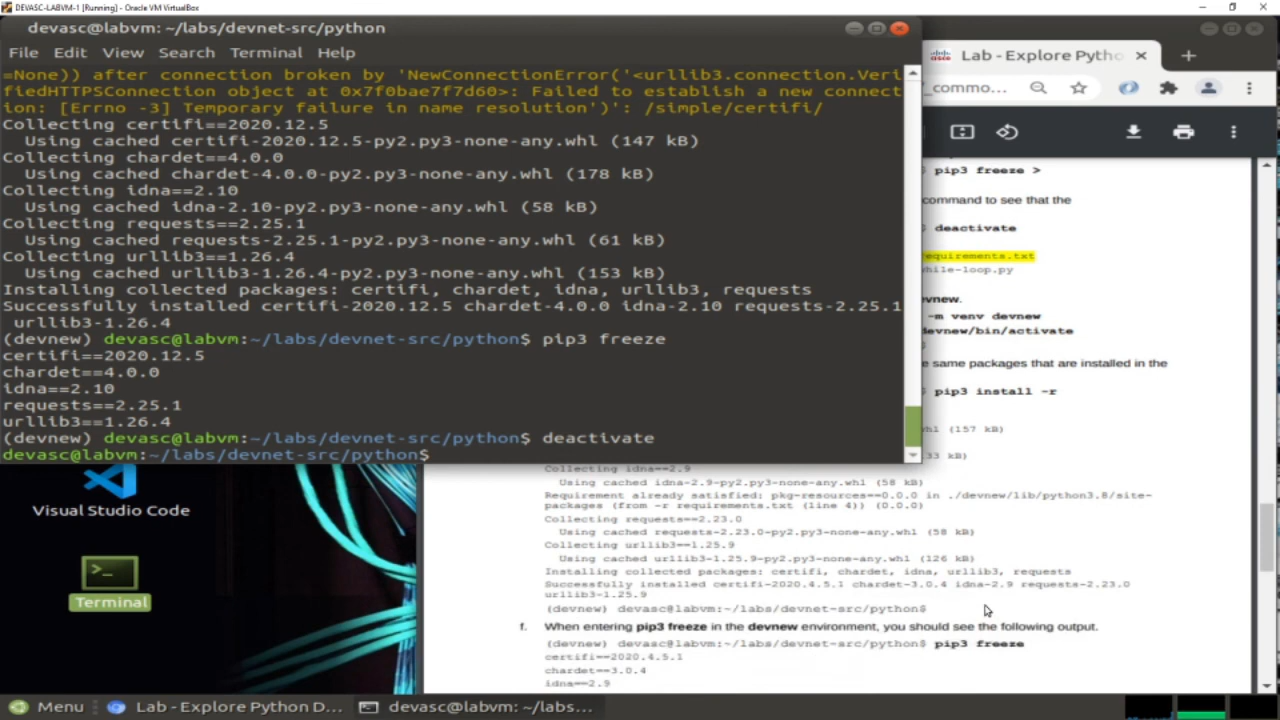 DEVASC-LABVM-1 [Running] - Oracle VM VirtualBox
devasc@labvm: ~/labs/devnet-src/python
File Edit View Search Terminal Help
=None)) after connection broken by 'NewConnectionError('<urllib3.connection.Veri
fiedHTTPSConnection object at 0x7f0bae7f7d60>: Failed to establish a new connect
ion: [Errno -3] Temporary failure in name resolution')': /simple/certifi/
Collecting certifi==2020.12.5
Using cached certifi-2020.12.5-py2.py3-none-any.whl (147 kB)
Collecting chardet==4.0.0
Using cached chardet-4.0.0-py2.py3-none-any.whl (178 kB)
Collecting idna==2.10
Using cached idna-2.10-py2.py3-none-any.whl (58 kB)
Collecting requests==2.25.1
Using cached requests-2.25.1-py2.py3-none-any.whl (61 kB)
Collecting urllib3==1.26.4
Using cached urllib3-1.26.4-py2.py3-none-any.whl (153 kB)
Installing collected packages: certifi, chardet, idna, urllib3, requests
Successfully installed certifi-2020.12.5 chardet-4.0.0 idna-2.10 requests-2.25.1
urllib3-1.26.4
(devnew) devasc@labvm:~/labs/devnet-src/python$ pip3 freeze
certifi==2020.12.5
chardet==4.0.0
idna==2.10
requests==2.25.1
urllib3==1.26.4
(devnew) devasc@labvm:~/labs/devnet-src/python$ deactivate
devasc@labvm:~/labs/devnet-src/python$
cisco
Lab - Explore Pytho
_commo...
$ pip3 freeze >
command to see that the
$ deactivate
equirements.txt
hile-loop.py
vnew.
-m venv devnew
devnew/bin/activate
e same packages that are installed in the
$ pip3 install -r
hl (157 kB)
33 kB)
Collecting idna==2.9
Using cached idna-2.9-py2.py3-none-any.whl (58 kB)
Requirement already satisfied: pkg-resources==0.0.0 in ./devnew/lib/python3.8/site-
packages (from -r requirements.txt (line 4)) (0.0.0)
Collecting requests==2.23.0
Using cached requests-2.23.0-py2.py3-none-any.whl (58 kB)
Collecting urllib3==1.25.9
Using cached urllib3-1.25.9-py2.py3-none-any.whl (126 kB)
Installing collected packages: certifi, chardet, idna, urllib3, requests
Successfully installed certifi-2020.4.5.1 chardet-3.0.4 idna-2.9 requests-2.23.0
urllib3-1.25.9
(devnew) devasc@labvm:~/labs/devnet-src/python$
f. When entering pip3 freeze in the devnew environment, you should see the following output.
(devnew) devasc@labvm:~/labs/devnet-src/python$ pip3 freeze
certifi==2020.4.5.1
chardet==3.0.4
idna==2.9
Visual Studio Code
Terminal
Menu
Lab - Explore Python D...
devasc@labvm: ~/labs...